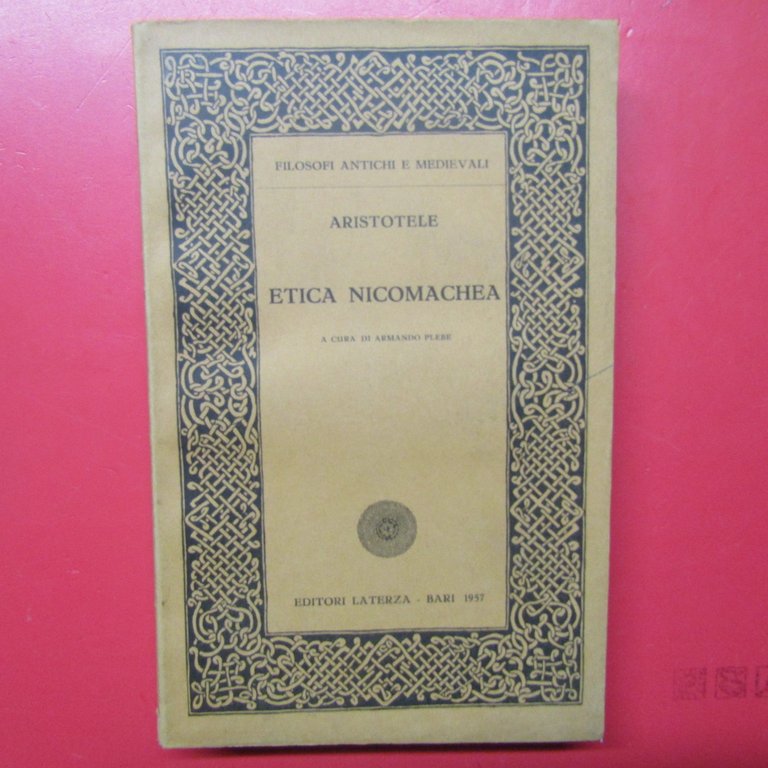 FILOSOFI ANTICHI E MEDIEVALI
ARISTOTELE
ETICA NICOMACHEA
A CURA DI ARMANDO PLEBE
EDITORI LATERZA - BARI 1957